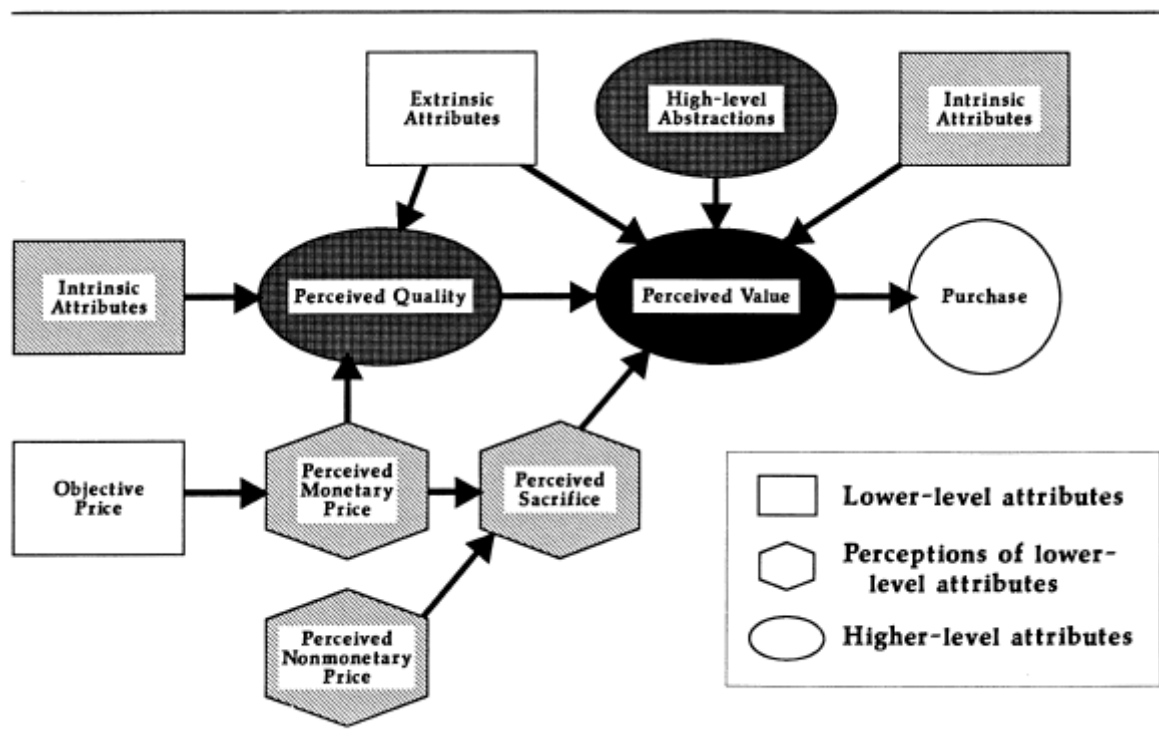 Extrinsic
Attributes
High-level
Abstractions
Intrinsic
Attributes
Intrinsic
Attributes
Perceived Quality
Perceived Value
Purchase
Objective
Price
Perceived
Monetary
Price
Perceived
Sacrifice
Perceived
Nonmonetary
Price
Lower-level attributes
Perceptions of lower-
level attributes
Higher-level attributes